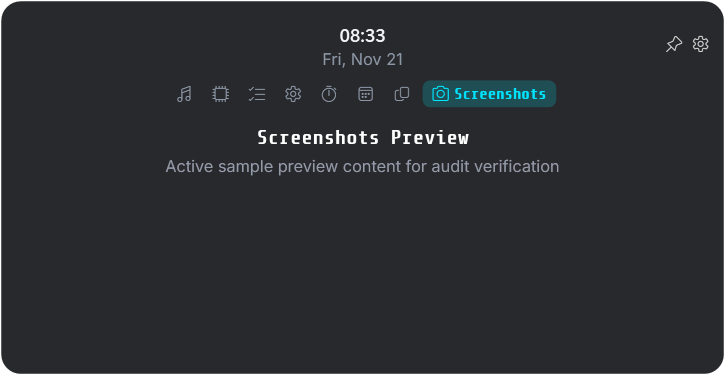 08:33
Fri, Nov 21
Screenshots
Screenshots Preview
Active sample preview content for audit verification